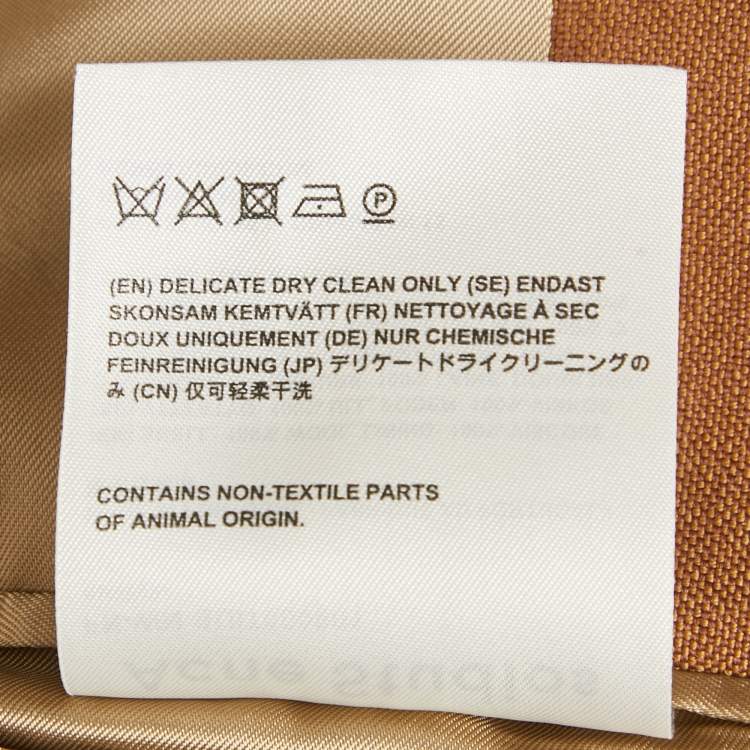 P
(EN) DELICATE DRY CLEAN ONLY (SE) ENDAST
SKONSAM KEMTVÄTT (FR) NETTOYAGE À SEC
DOUX UNIQUEMENT (DE) NUR CHEMISCHE
FEINREINIGUNG (JP) デリケートドライクリーニングの
み (CN) 仅可轻柔干洗
CONTAINS NON-TEXTILE PARTS
OF ANIMAL ORIGIN.
Acne Studios